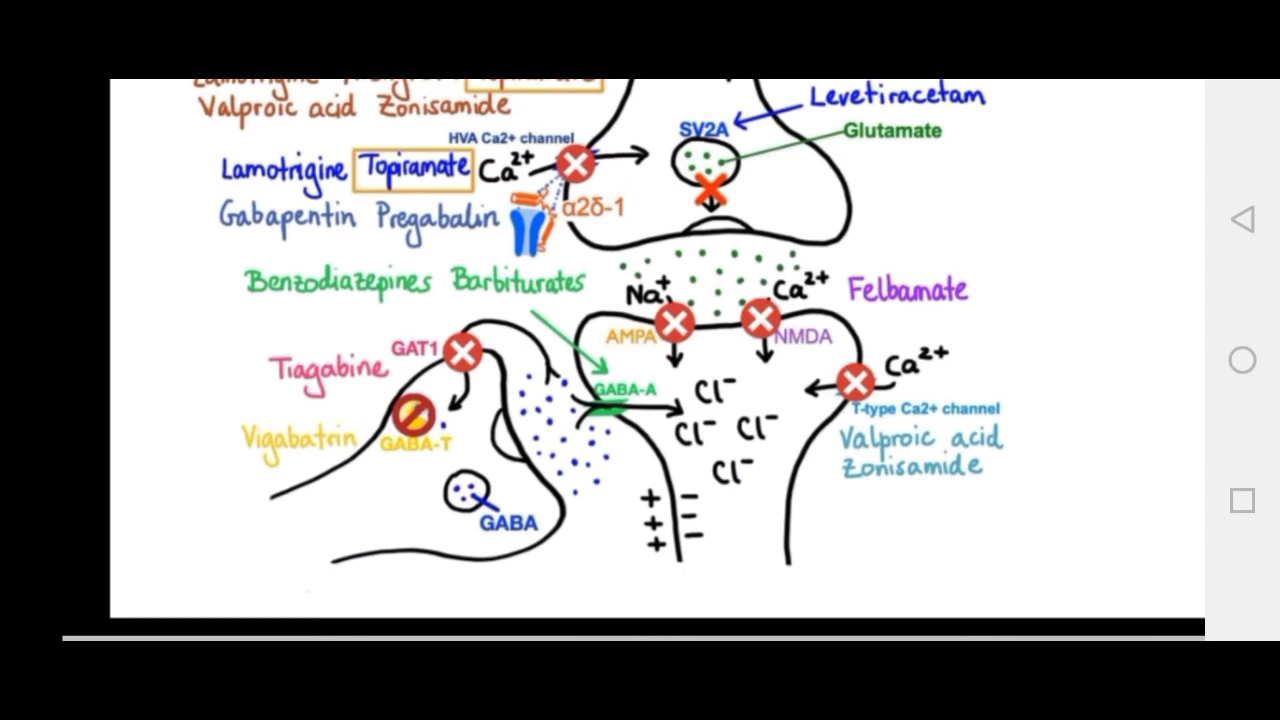 Lamotrigine Topiramate
Valproic acid Zonisamide
Levetiracetam
SV2A
Glutamate
HVA Ca2+ channel
Lamotrigine Topiramate Ca2+
Gabapentin Pregabalin
α2δ-1
Benzodiazepines Barbiturates
Na+
Ca2+
Felbamate
AMPA
NMDA
GAT1
Tiagabine
Ca2+
GABA-A
Cl-
T-type Ca2+ channel
Cl- Cl-
Vigabatrin
GABA-T
Valproic acid
Zonisamide
Cl-
GABA
+ -
+ -
+ -